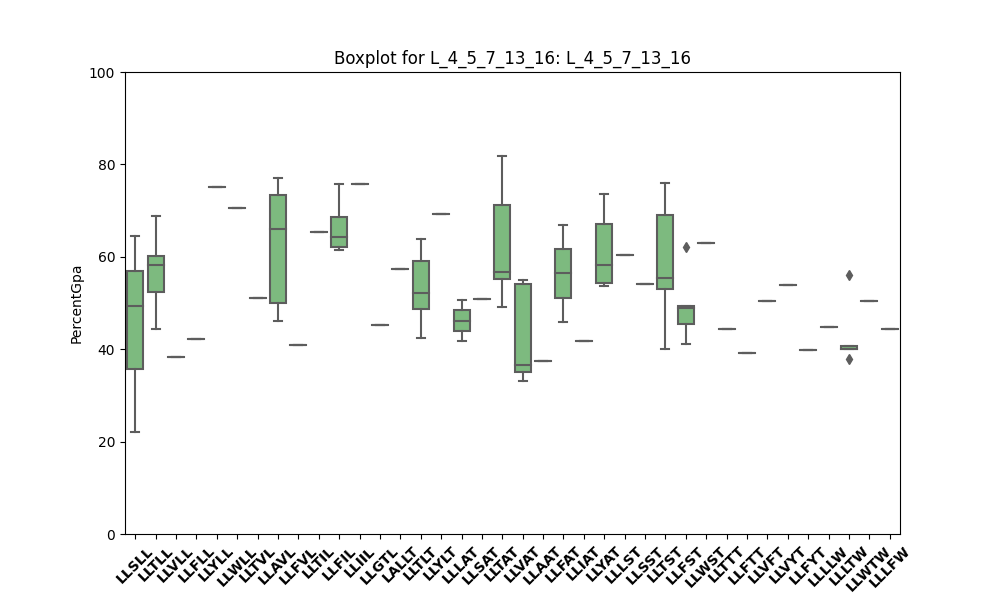 Boxplot for L_4_5_7_13_16: L_4_5_7_13_16
PercentGpa
100
80
60
40
20
0
LLSLL
LLTLL
LLVLL
LLFLL
LLYLL
LLWLL
LLTVL
LLAVL
LLFVL
LLTIL
LLFIL
LLIIL
LLGTL
LALLT
LLTLT
LLYLT
LLLAT
LLSAT
LLTAT
LLVAT
LLAAT
LLFAT
LLIAT
LLYAT
LLLST
LLSST
LLTST
LLFST
LLWST
LLTTT
LLFTT
LLVFT
LLVYT
LLFYT
LLLLW
LLLTW
LLWTW
LLLFW